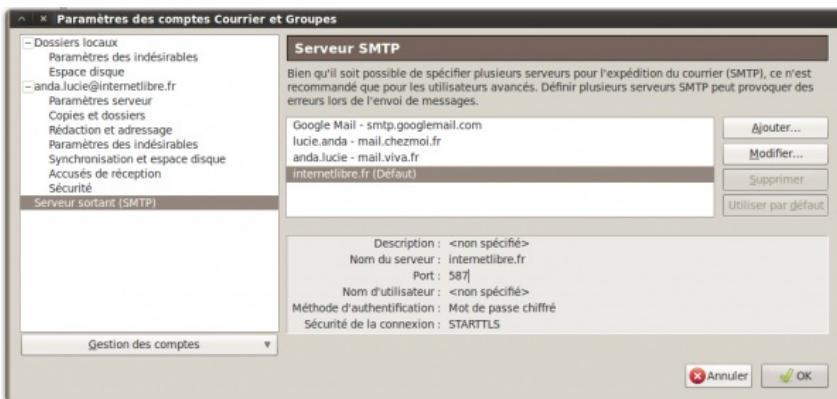 Paramètres des comptes Courrier et Groupes
Dossiers locaux
Paramètres des indésirables
Espace disque
anda.lucie@internetlibre.fr
Paramètres serveur
Copies et dossiers
Rédaction et adressage
Paramètres des indésirables
Synchronisation et espace disque
Accusés de réception
Sécurité
Serveur sortant (SMTP)
Gestion des comptes
Serveur SMTP
Bien qu'il soit possible de spécifier plusieurs serveurs pour l'expédition du courrier (SMTP), ce n'est
recommandé que pour les utilisateurs avancés. Définir plusieurs serveurs SMTP peut provoquer des
erreurs lors de l'envoi de messages.
Google Mail - smtp.googlemail.com
lucie.anda - mail.chezmoi.fr
anda.lucie - mail.viva.fr
internetlibre.fr (Défaut)
Ajouter...
Modifier...
Supprimer
Utiliser par défaut
Description : <non spécifié>
Nom du serveur : internetlibre.fr
Port : 587
Nom d'utilisateur : <non spécifié>
Méthode d'authentification : Mot de passe chiffré
Sécurité de la connexion : STARTTLS
Annuler
OK